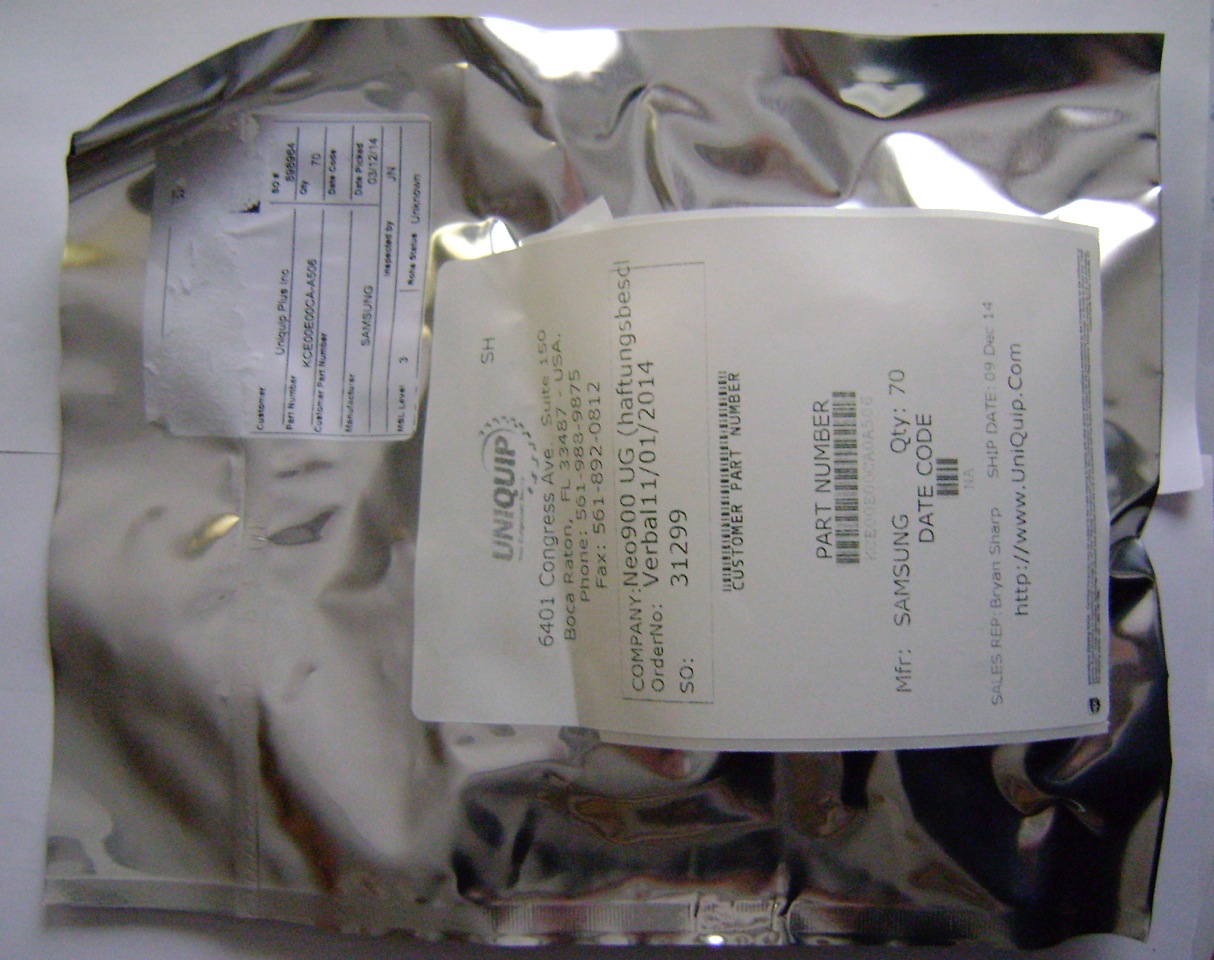 SO #
898964
Customer
Uniquip Plus Inc
Qty 70
Part Number
KCE00E00CA-A506
Date Code
Customer Part Number
Date Picked
03/12/14
Manufacturer
SAMSUNG
Inspected by JN
MSL Level 3 Rohs Status Unknown
SH
UNIQUIP
6401 Congress Ave. Suite 150
Boca Raton, FL 33487 - USA.
Phone: 561-988-9875
Fax: 561-892-0812
COMPANY:Neo900 UG (haftungsbesc
OrderNo: Verbal11/01/2014
SO: 31299
CUSTOMER PART NUMBER
PART NUMBER
Mfr: SAMSUNG Qty: 70
DATE CODE
NA
SALES REP: Bryan Sharp SHIP DATE: 09 Dec 14
http://www.UniQuip.Com